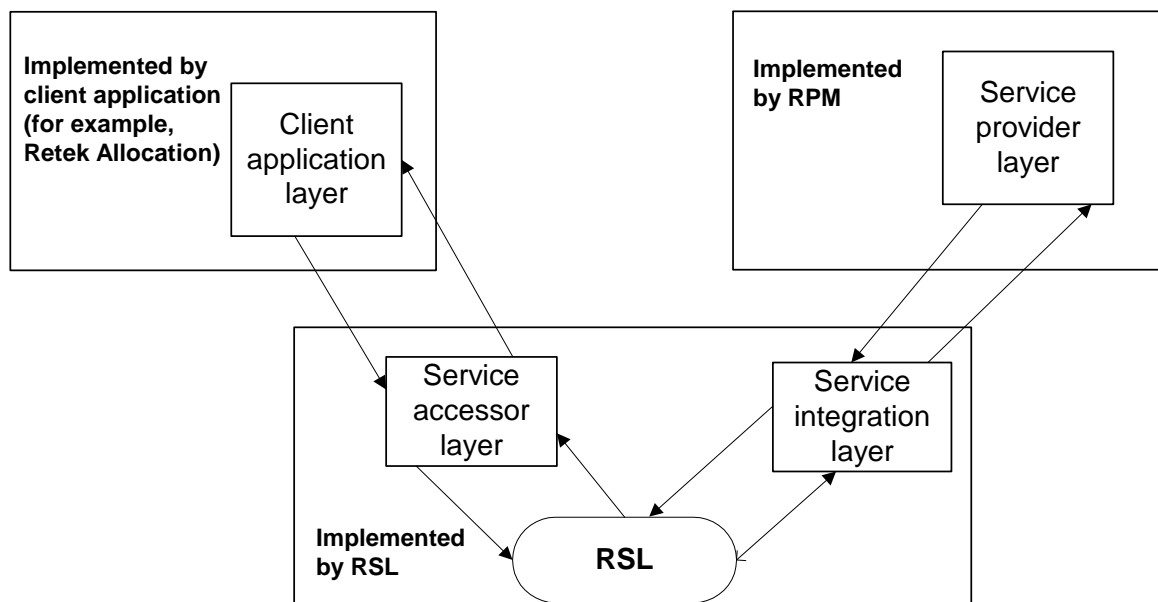 Implemented by
client application
(for example,
Retek Allocation)
Client
application
layer
Implemented
by RPM
Service
provider
layer
Service
accessor
layer
Service
integration
layer
Implemented
by RSL
RSL